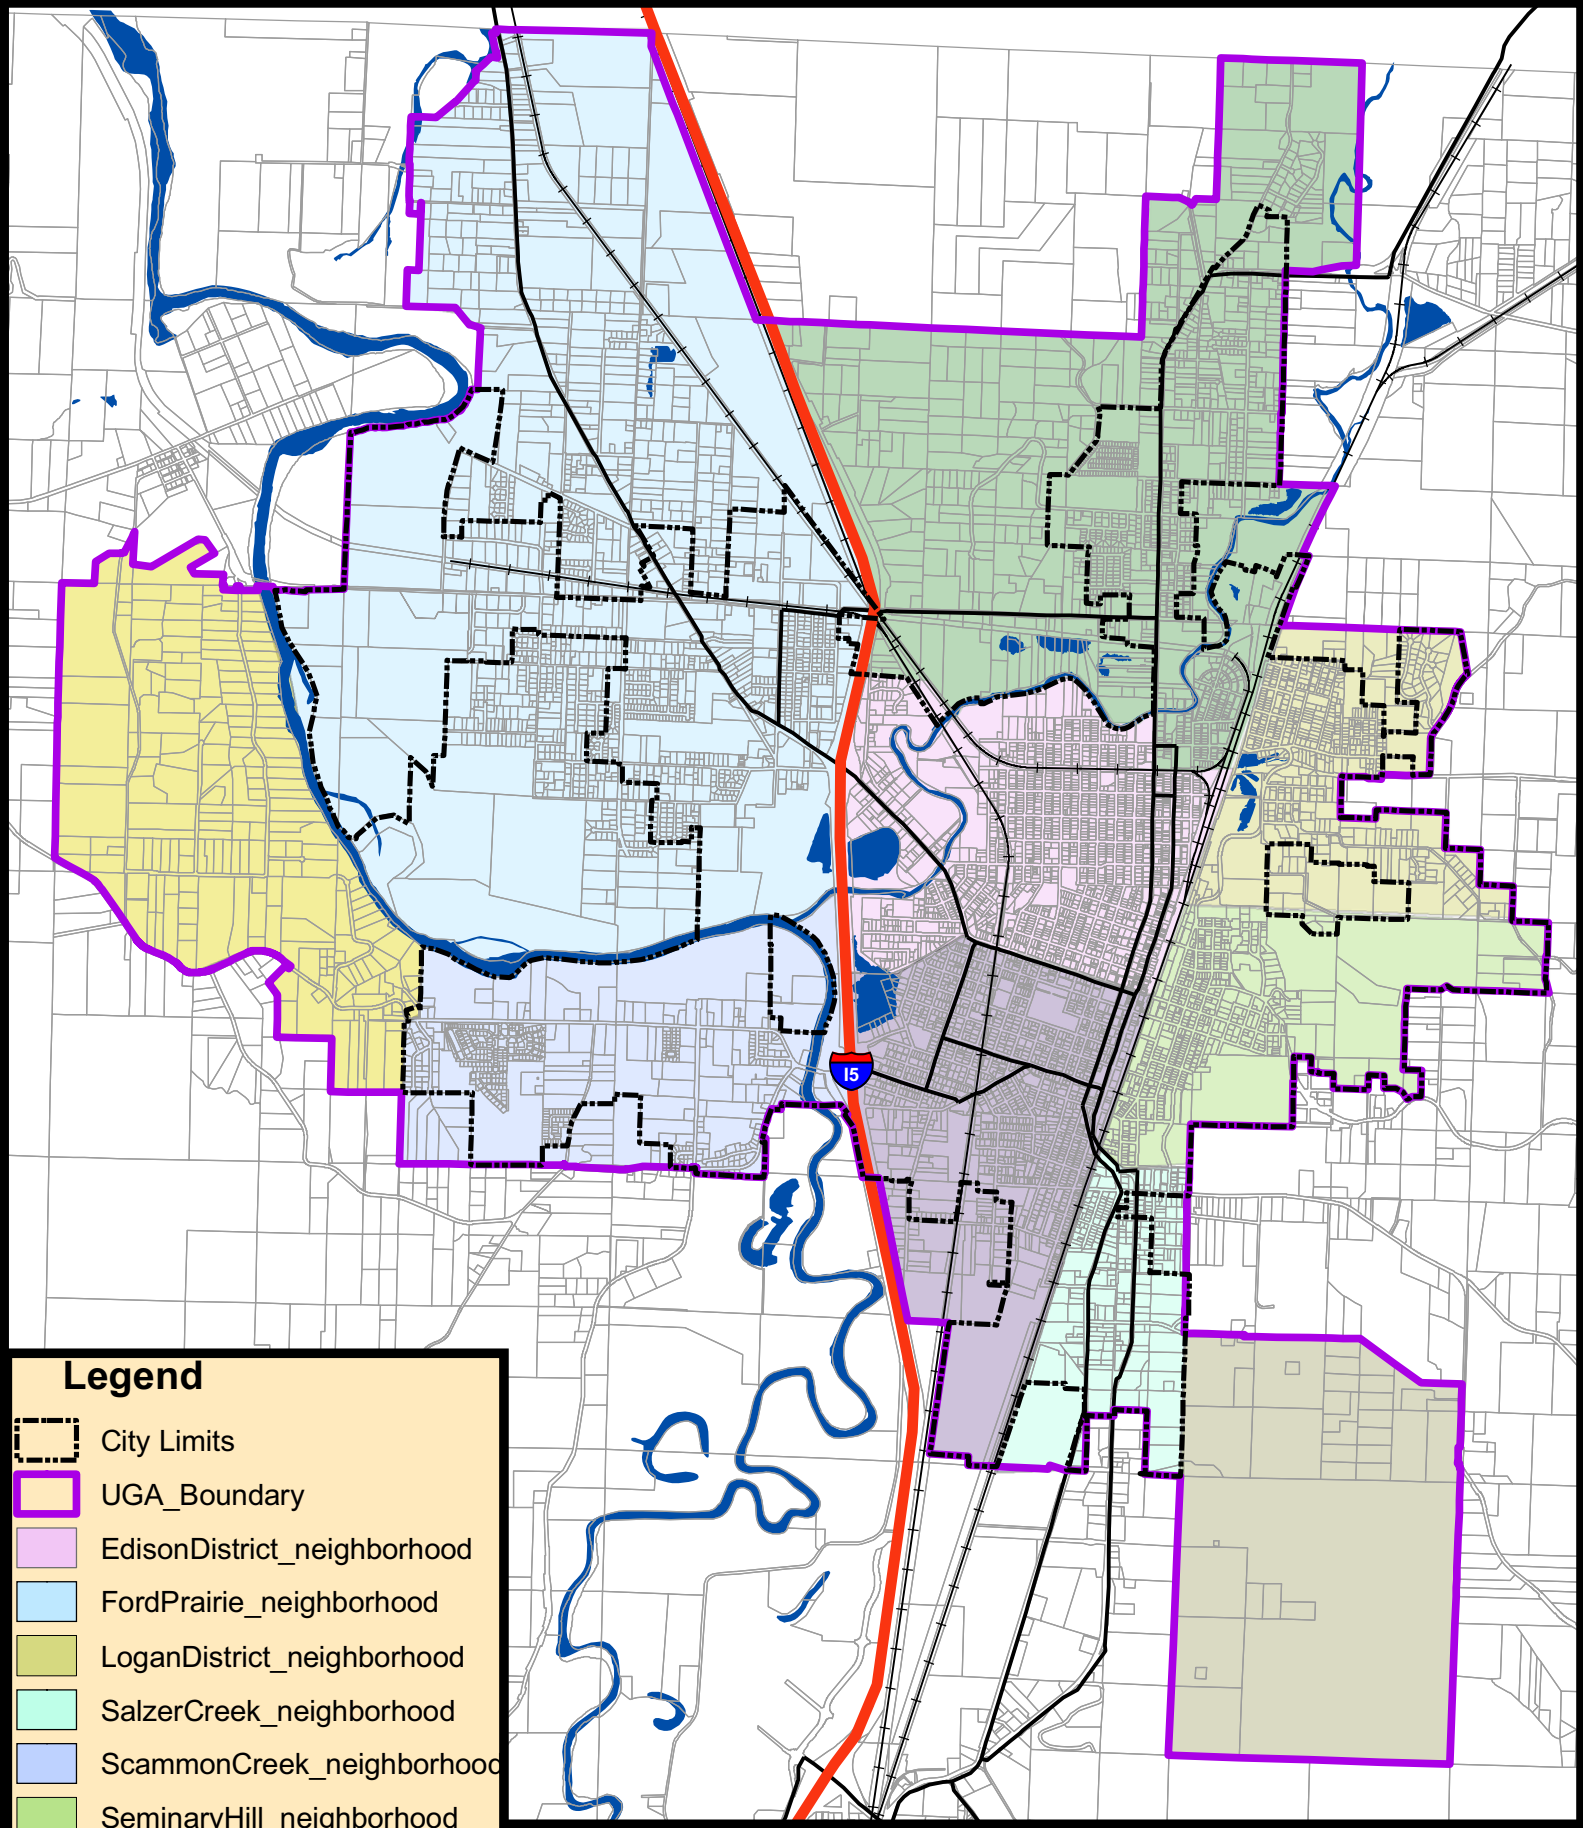 I5
Legend
City Limits
UGA_Boundary
EdisonDistrict_neighborhood
FordPrairie_neighborhood
LoganDistrict_neighborhood
SalzerCreek_neighborhood
ScammonCreek_neighborhood
SeminaryHill_neighborhood